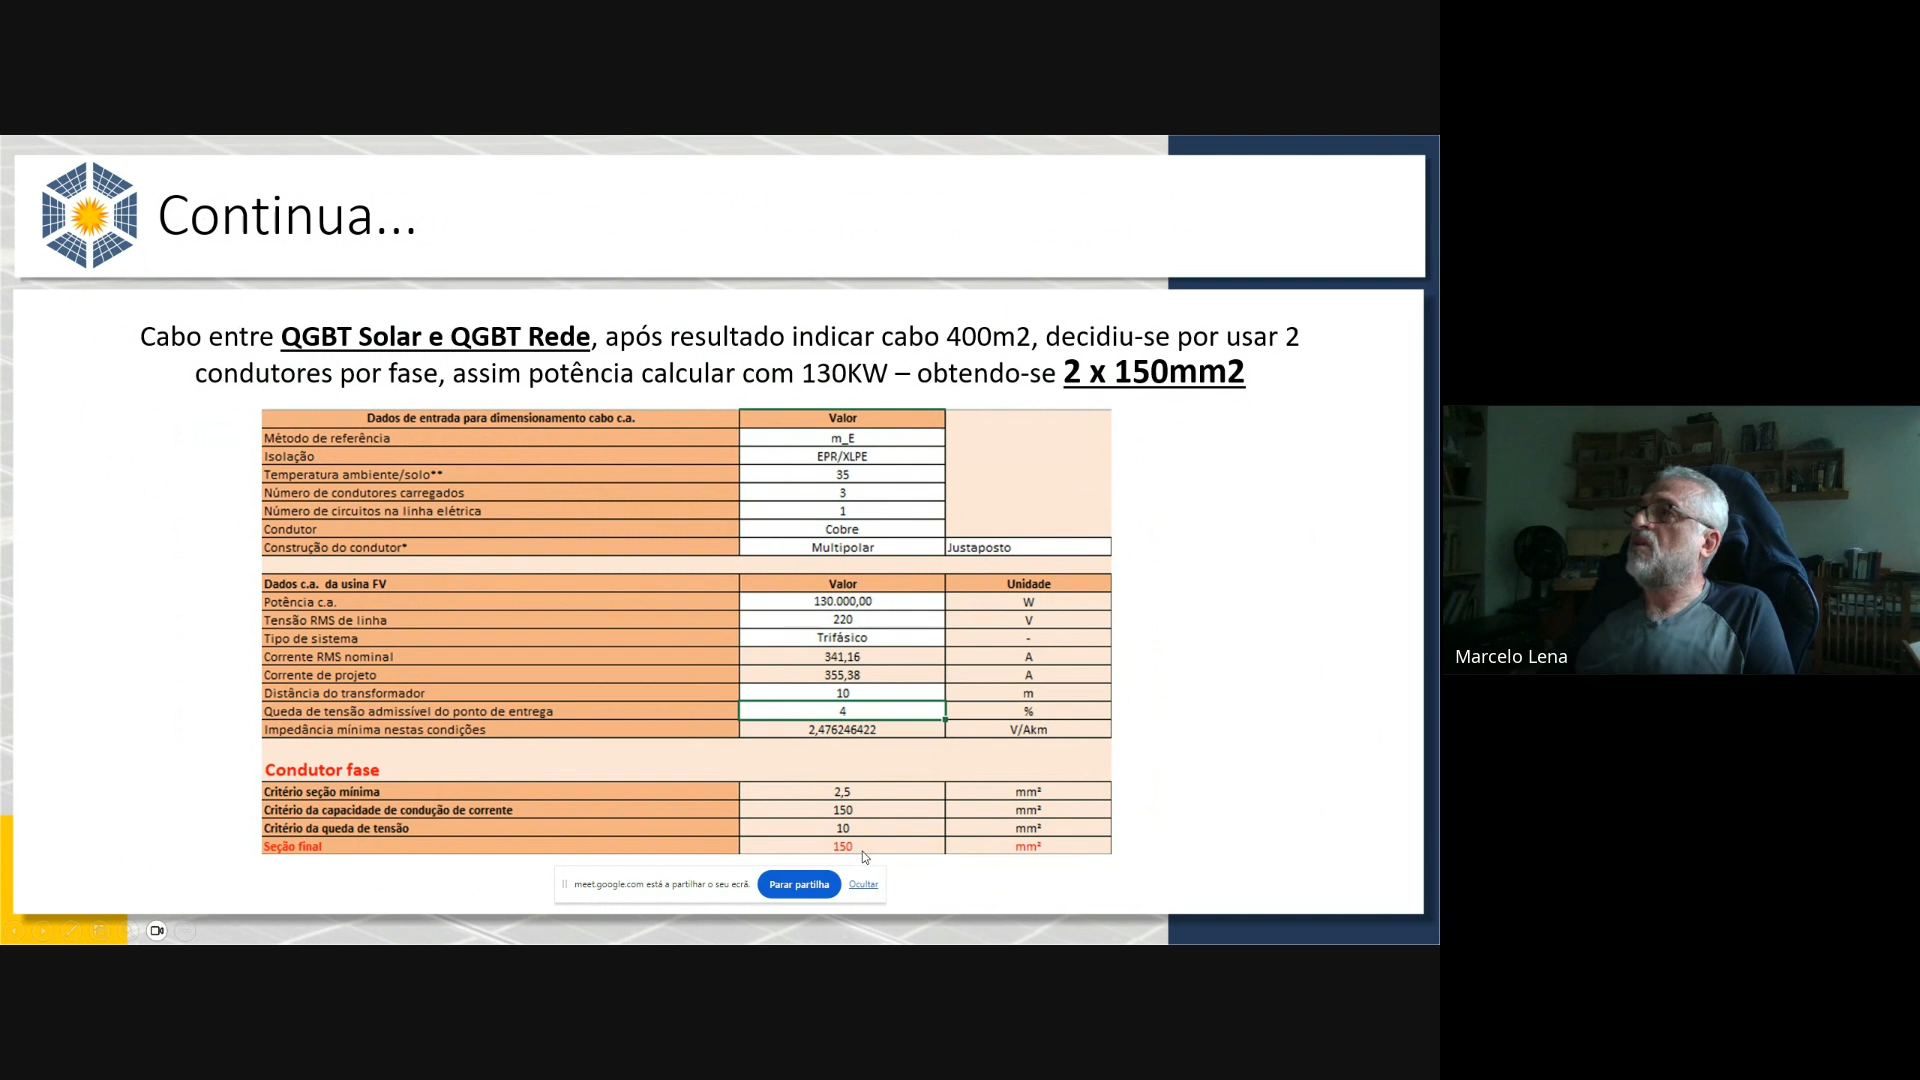 Continua...
Cabo entre QGBT Solar e QGBT Rede, após resultado indicar cabo 400m2, decidiu-se por usar 2
condutores por fase, assim potência calcular com 130KW – obtendo-se 2 x 150mm2
Dados de entrada para dimensionamento cabo c.a. Valor
Método de referência m_E
Isolação EPR/XLPE
Temperatura ambiente/solo** 35
Número de condutores carregados 3
Número de circuitos na linha elétrica 1
Condutor Cobre
Construção do condutor* Multipolar Justaposto
Dados c.a. da usina FV Valor Unidade
Potência c.a. 130.000,00 W
Tensão RMS de linha 220 V
Tipo de sistema Trifásico -
Corrente RMS nominal 341,16 A
Corrente de projeto 355,38 A
Distância do transformador 10 m
Queda de tensão admissível do ponto de entrega 4 %
Impedância mínima nestas condições 2,476246422 V/Akm
Condutor fase
Critério seção mínima 2,5 mm²
Critério da capacidade de condução de corrente 150 mm²
Critério da queda de tensão 10 mm²
Seção final 150 mm²
meet.google.com está a partilhar o seu ecrã. Parar partilha Ocultar
Marcelo Lena